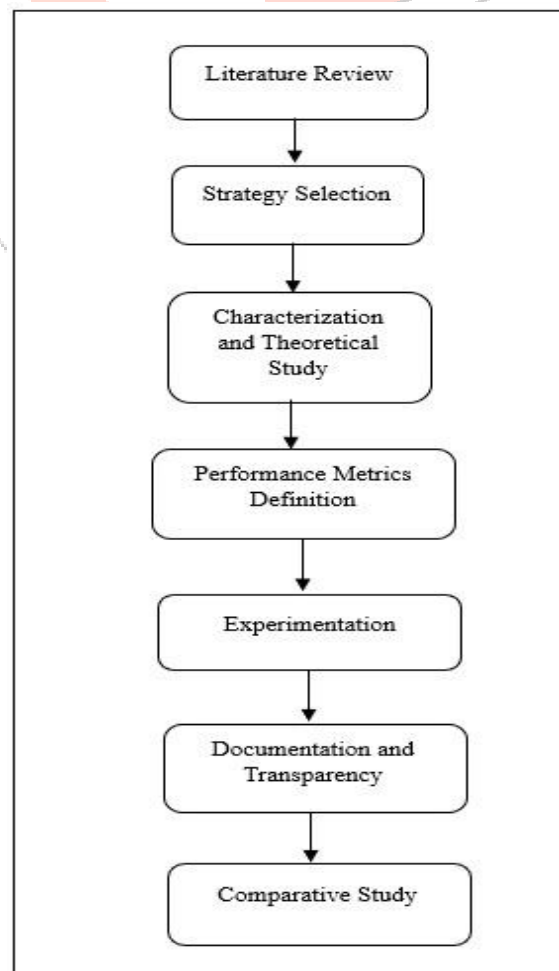 Literature Review
Strategy Selection
Characterization
and Theoretical
Study
Performance Metrics
Definition
Experimentation
Documentation and
Transparency
Comparative Study